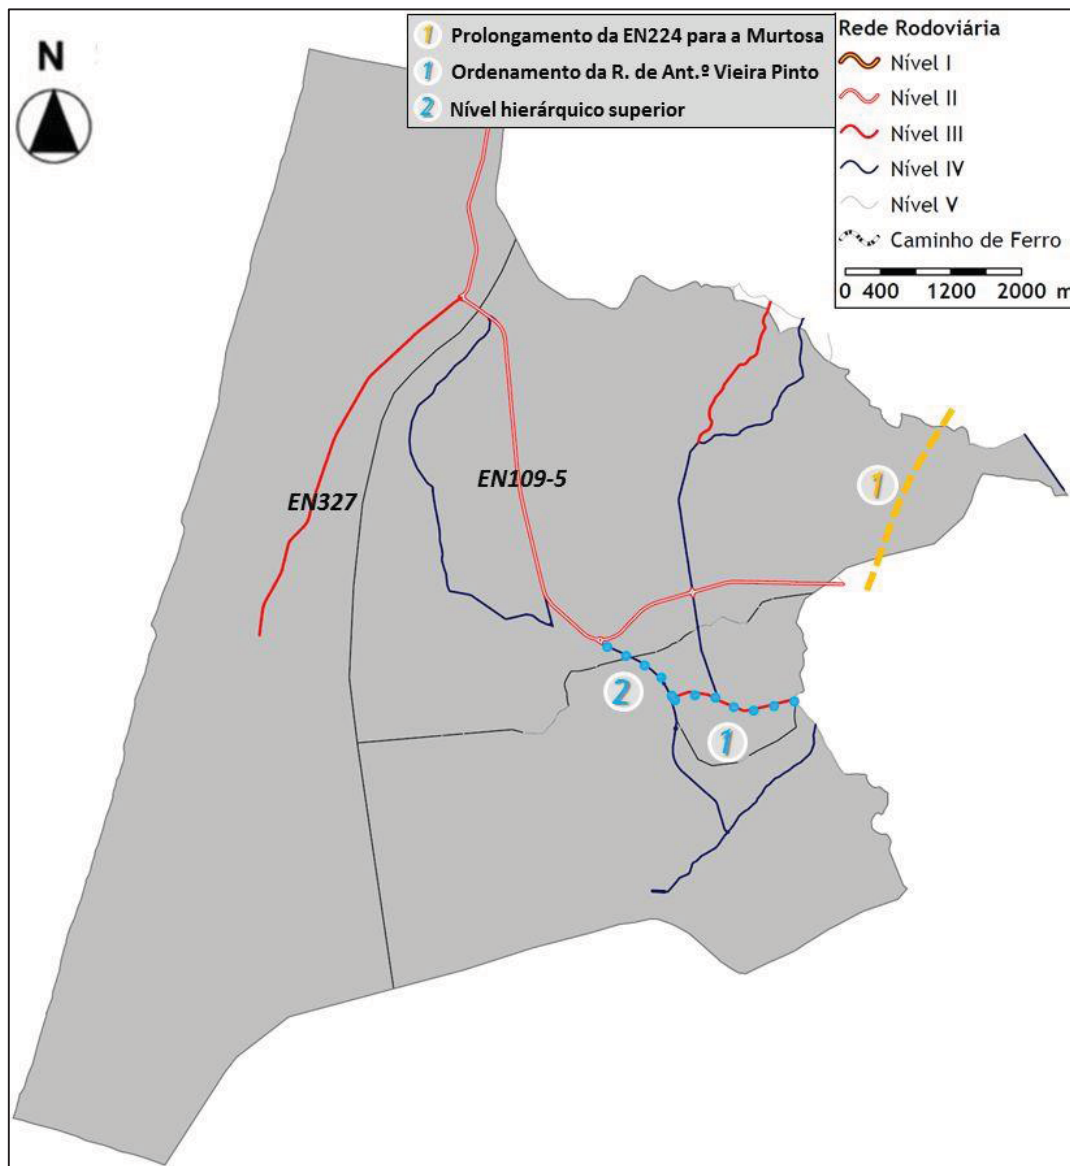 N
1 Prolongamento da EN224 para a Murtosa
1 Ordenamento da R. de Ant.º Vieira Pinto
2 Nível hierárquico superior
Rede Rodoviária
Nível I
Nível II
Nível III
Nível IV
Nível V
Caminho de Ferro
0 400 1200 2000 m
EN109-5
1
EN327
2
1